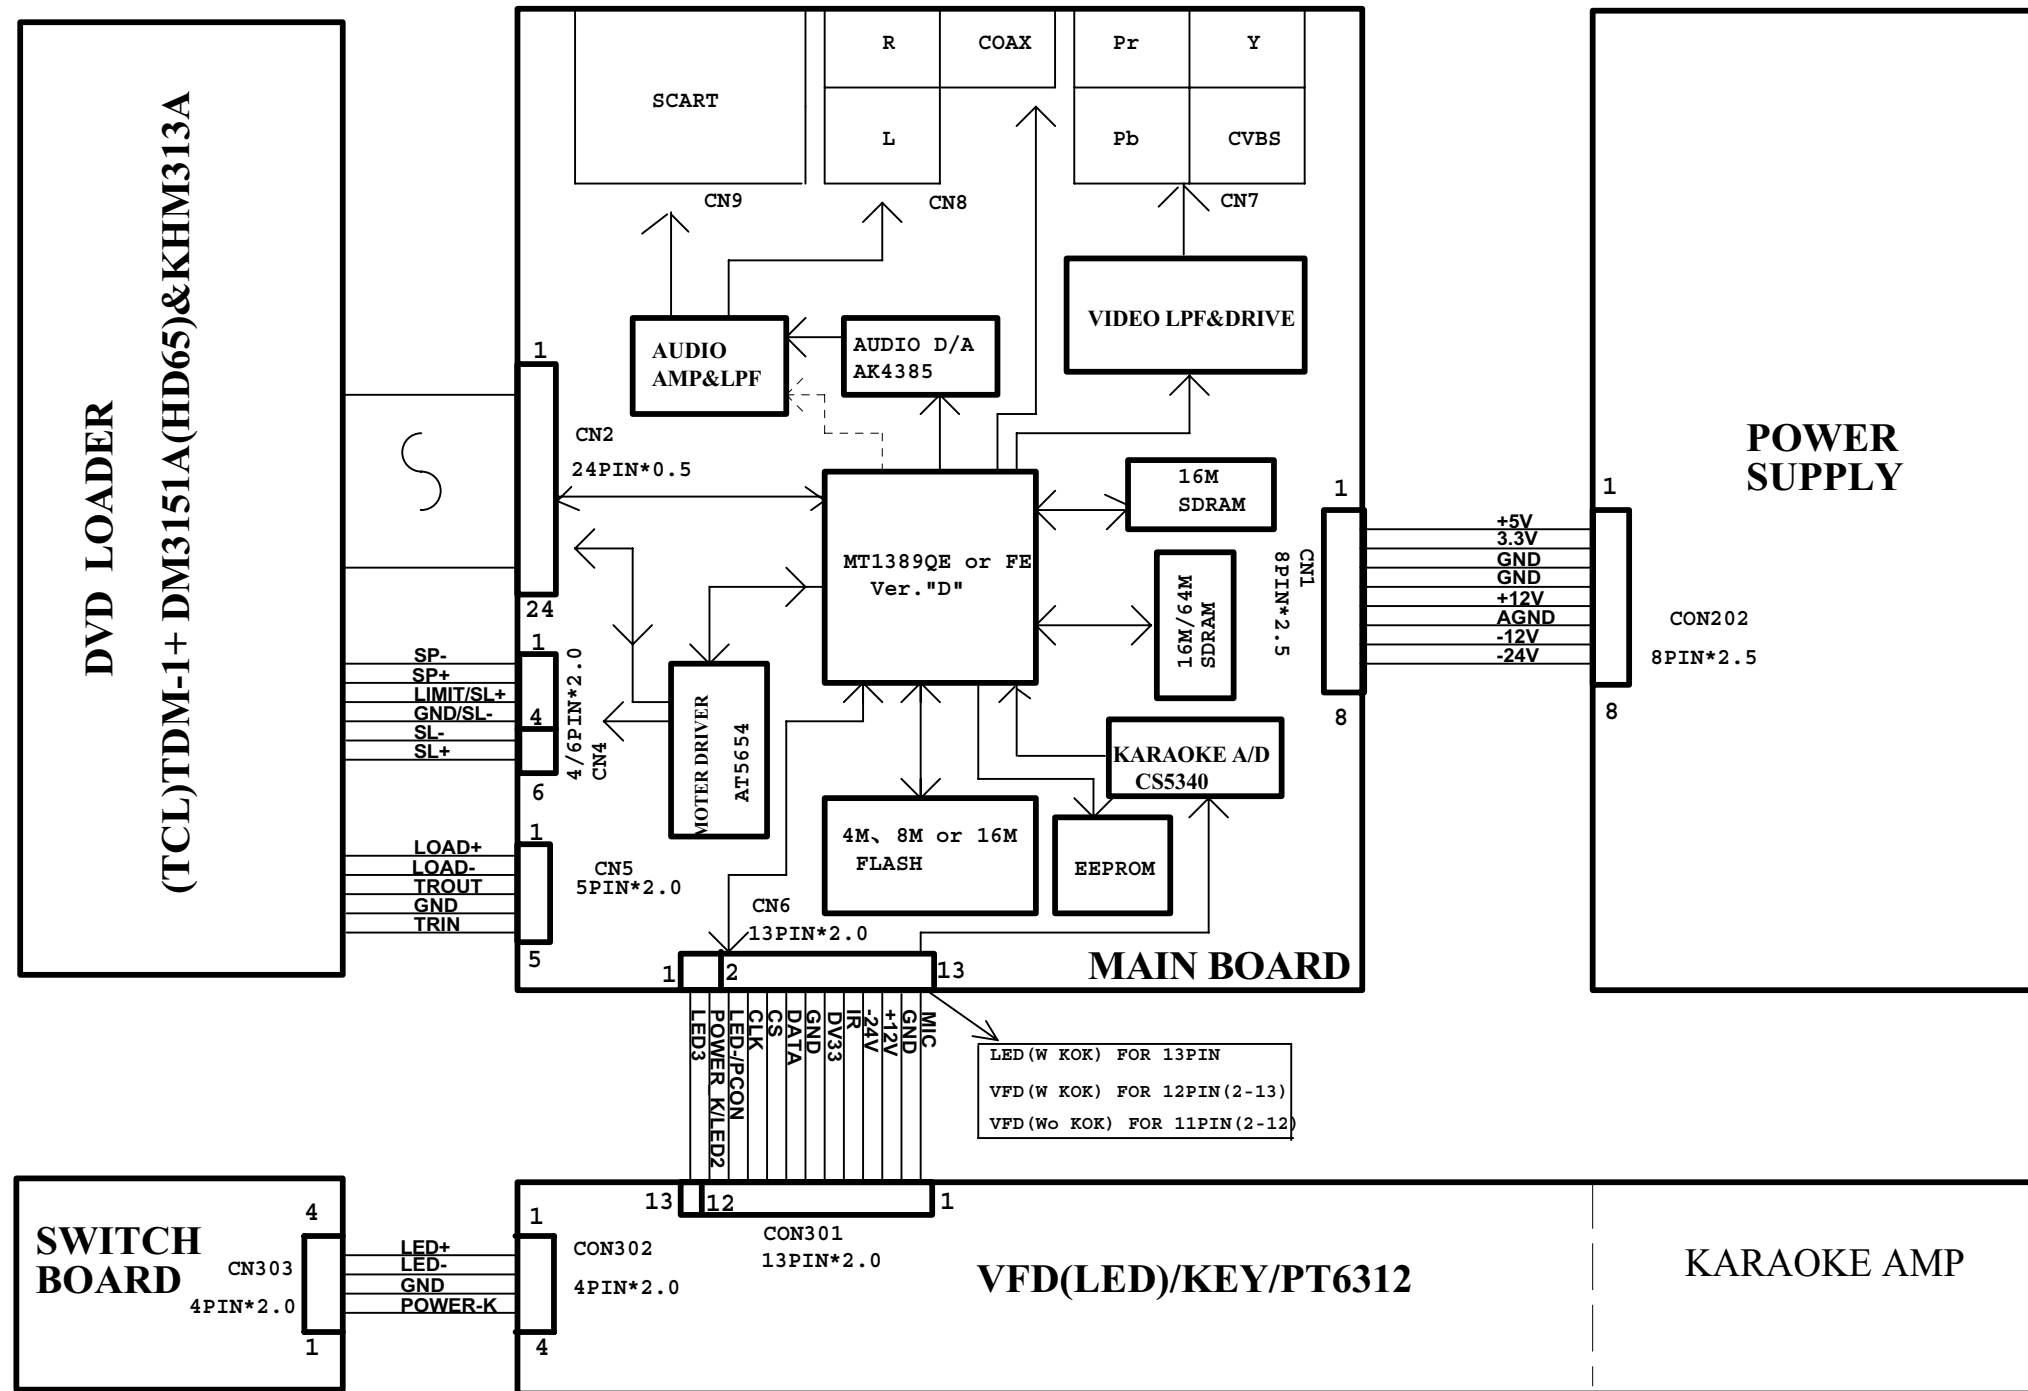 DVD LOADER
(TCL)TDM-1+ DM3151A(HD65)&KHM313A
SCART
R
COAX
L
Pr
Y
Pb
CVBS
CN9
CN8
CN7
AUDIO
AMP&LPF
AUDIO D/A
AK4385
VIDEO LPF&DRIVE
1
CN2
24PIN*0.5
24
MT1389QE or FE
Ver."D"
16M
SDRAM
16M/64M
SDRAM
1
CN1
8PIN*2.5
8
+5V
3.3V
GND
GND
+12V
AGND
-12V
-24V
1
8
CON202
8PIN*2.5
POWER
SUPPLY
SP-
SP+
LIMIT/SL+
GND/SL-
SL-
SL+
1
4
6
4/6PIN*2.0
CN4
MOTER DRIVER
AT5654
LOAD+
LOAD-
TROUT
GND
TRIN
1
5
CN5
5PIN*2.0
4M、8M or 16M
FLASH
KARAOKE A/D
CS5340
EEPROM
CN6
13PIN*2.0
1
2
13
MAIN BOARD
LED3
POWER K/LED2
LED-/PCON
CLK
CS
DATA
GND
DV33
IR
-24V
+12V
GND
MIC
LED(W KOK) FOR 13PIN
VFD(W KOK) FOR 12PIN(2-13)
VFD(Wo KOK) FOR 11PIN(2-12)
SWITCH
BOARD
4
CN303
4PIN*2.0
1
LED+
LED-
GND
POWER-K
1
4
CON302
4PIN*2.0
13
12
1
CON301
13PIN*2.0
VFD(LED)/KEY/PT6312
KARAOKE AMP